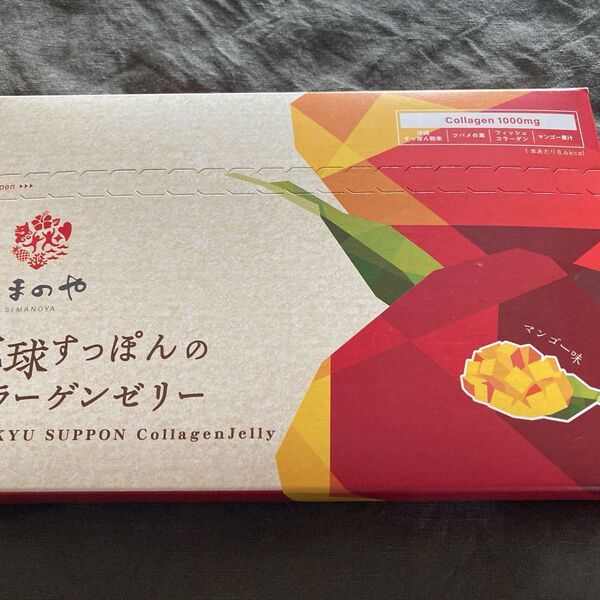 Collagen 1000mg
沖縄 すっぽん粉末 ツバメの巣 フィッシュコラーゲン マンゴー果汁
1本あたり8.6kcal
pen ▸▸▸
まのや
SIMANOYA
球すっぽんの
ラーゲンゼリー
KYU SUPPON CollagenJelly
マンゴー味